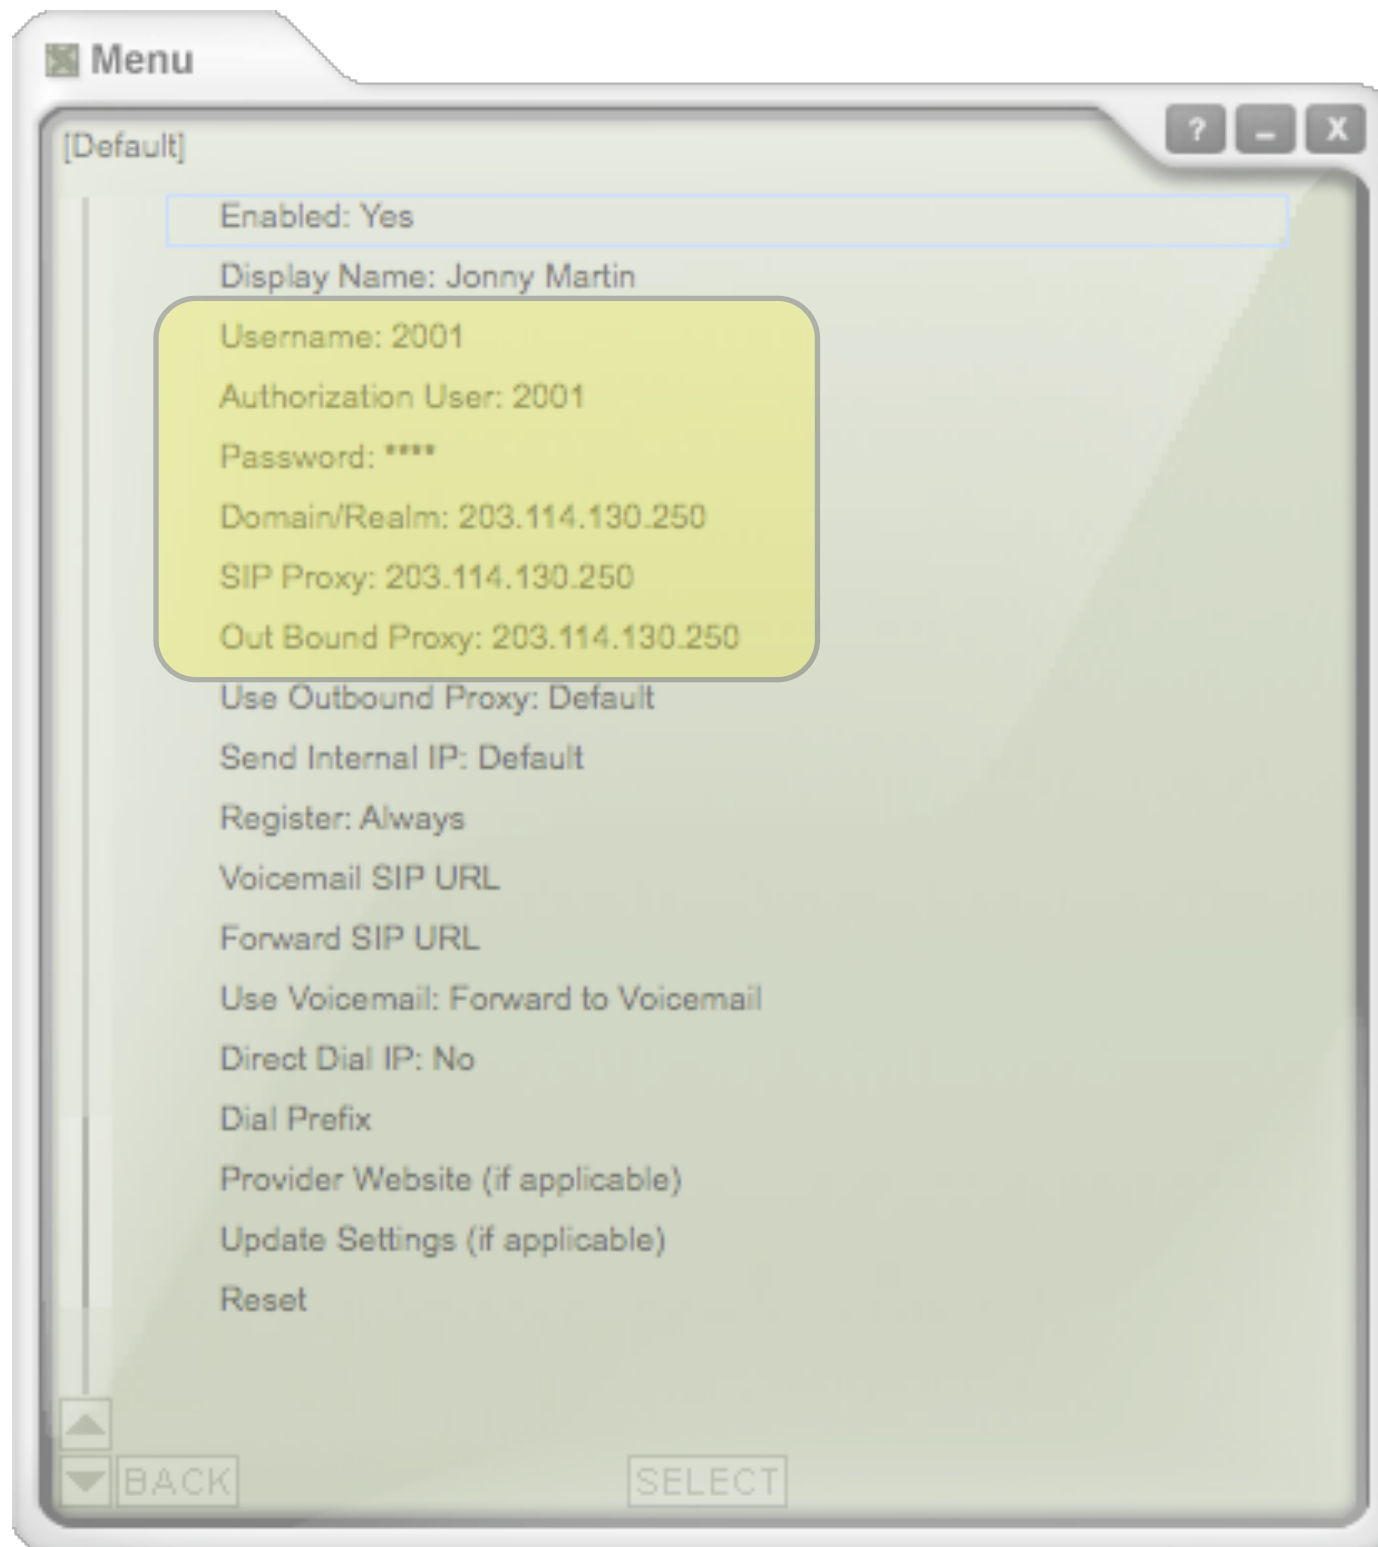 Menu
? – X
[Default]
Enabled: Yes
Display Name: Jonny Martin
Username: 2001
Authorization User: 2001
Password: ****
Domain/Realm: 203.114.130.250
SIP Proxy: 203.114.130.250
Out Bound Proxy: 203.114.130.250
Use Outbound Proxy: Default
Send Internal IP: Default
Register: Always
Voicemail SIP URL
Forward SIP URL
Use Voicemail: Forward to Voicemail
Direct Dial IP: No
Dial Prefix
Provider Website (if applicable)
Update Settings (if applicable)
Reset
BACK SELECT